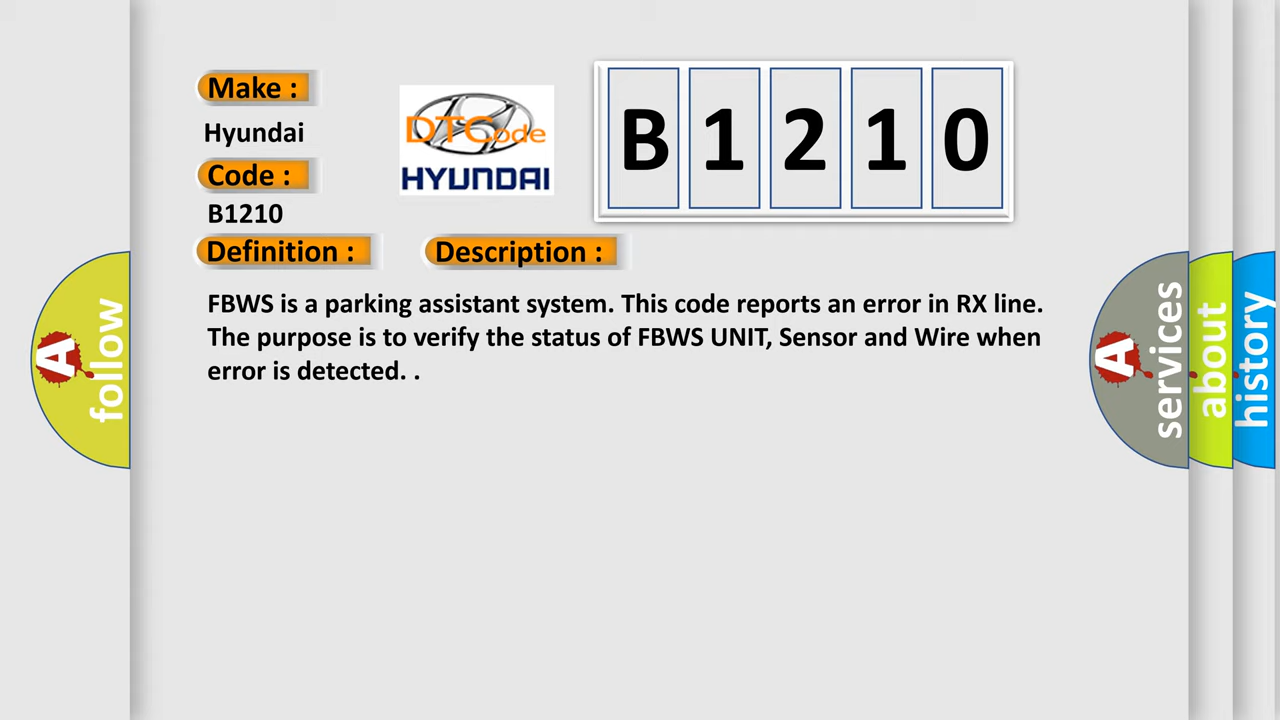 Make :
Hyundai
Code :
B1210
Definition :
Description :
DTCode
HYUNDAI
B 1 2 1 0
FBWS is a parking assistant system. This code reports an error in RX line.
The purpose is to verify the status of FBWS UNIT, Sensor and Wire when
error is detected. .
A follow
A services
about
history